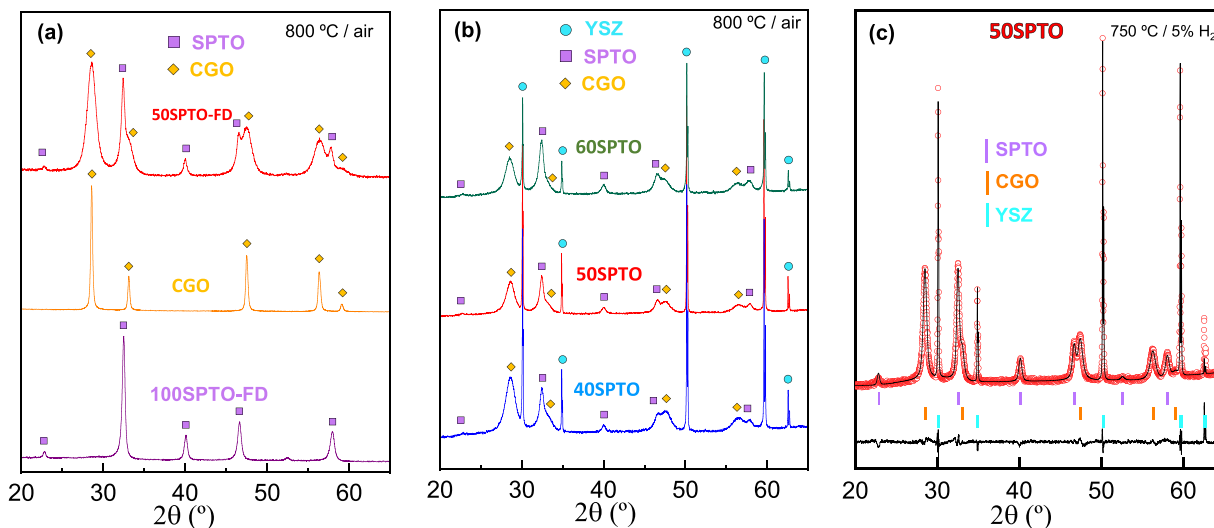 (a)
800 ºC / air
SPTO
CGO
50SPTO-FD
CGO
100SPTO-FD
20 30 40 50 60
2θ (º)
(b)
800 ºC / air
YSZ
SPTO
CGO
60SPTO
50SPTO
40SPTO
20 30 40 50 60
2θ (º)
(c)
50SPTO
750 ºC / 5% H2
SPTO
CGO
YSZ
20 30 40 50 60
2θ (º)